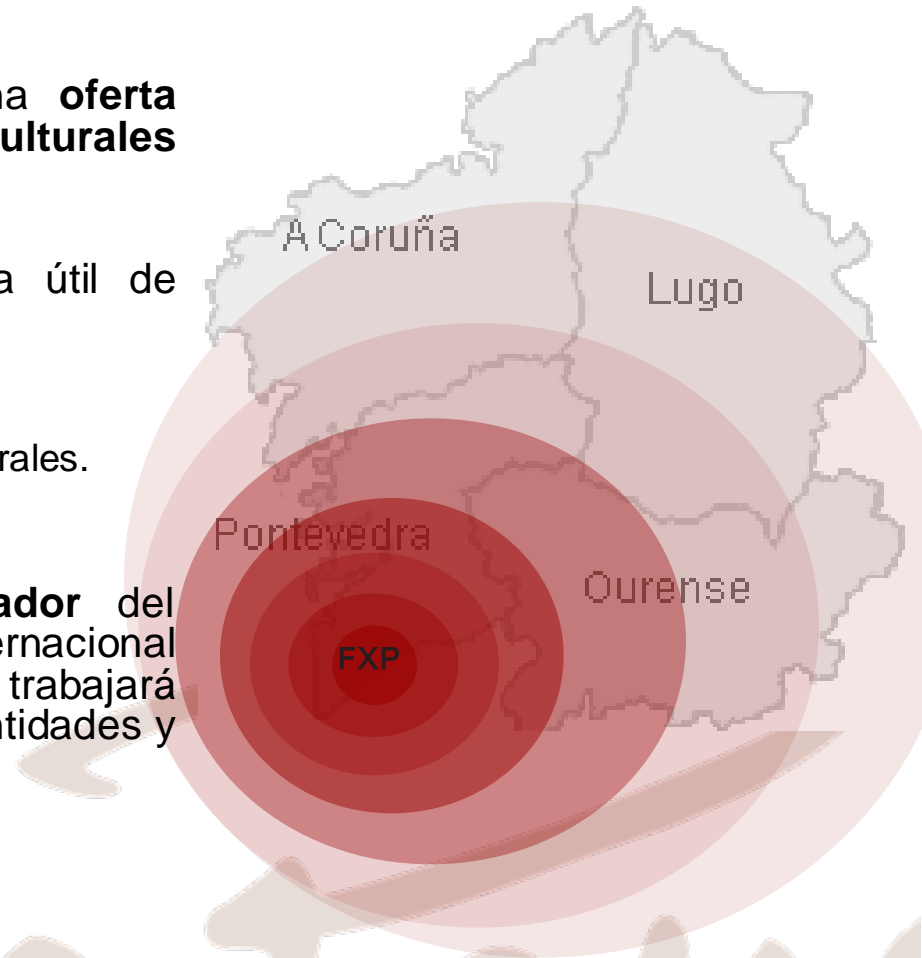 na oferta
ulturales
a útil de
rales.
ador del
ernacional
trabajará
ntidades y
A Coruña
Lugo
Pontevedra
Ourense
FXP